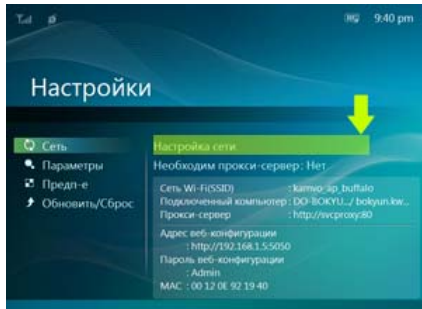 9:40 pm
Настройки
Сеть
Параметры
Предп-е
Обновить/Сброс
Настройка сети
Необходим прокси-сервер: Нет
Сеть Wi-Fi(SSID) : kamvo_ap_buffalo
Подключенный компьютер : DO-BOKYU.../ bokyun.kw...
Прокси-сервер : http://svcproxy:80
Адрес веб-конфигурации
: http://192.168.1.5:5050
Пароль веб-конфигурации
: Admin
MAC : 00 12 0E 92 19 40